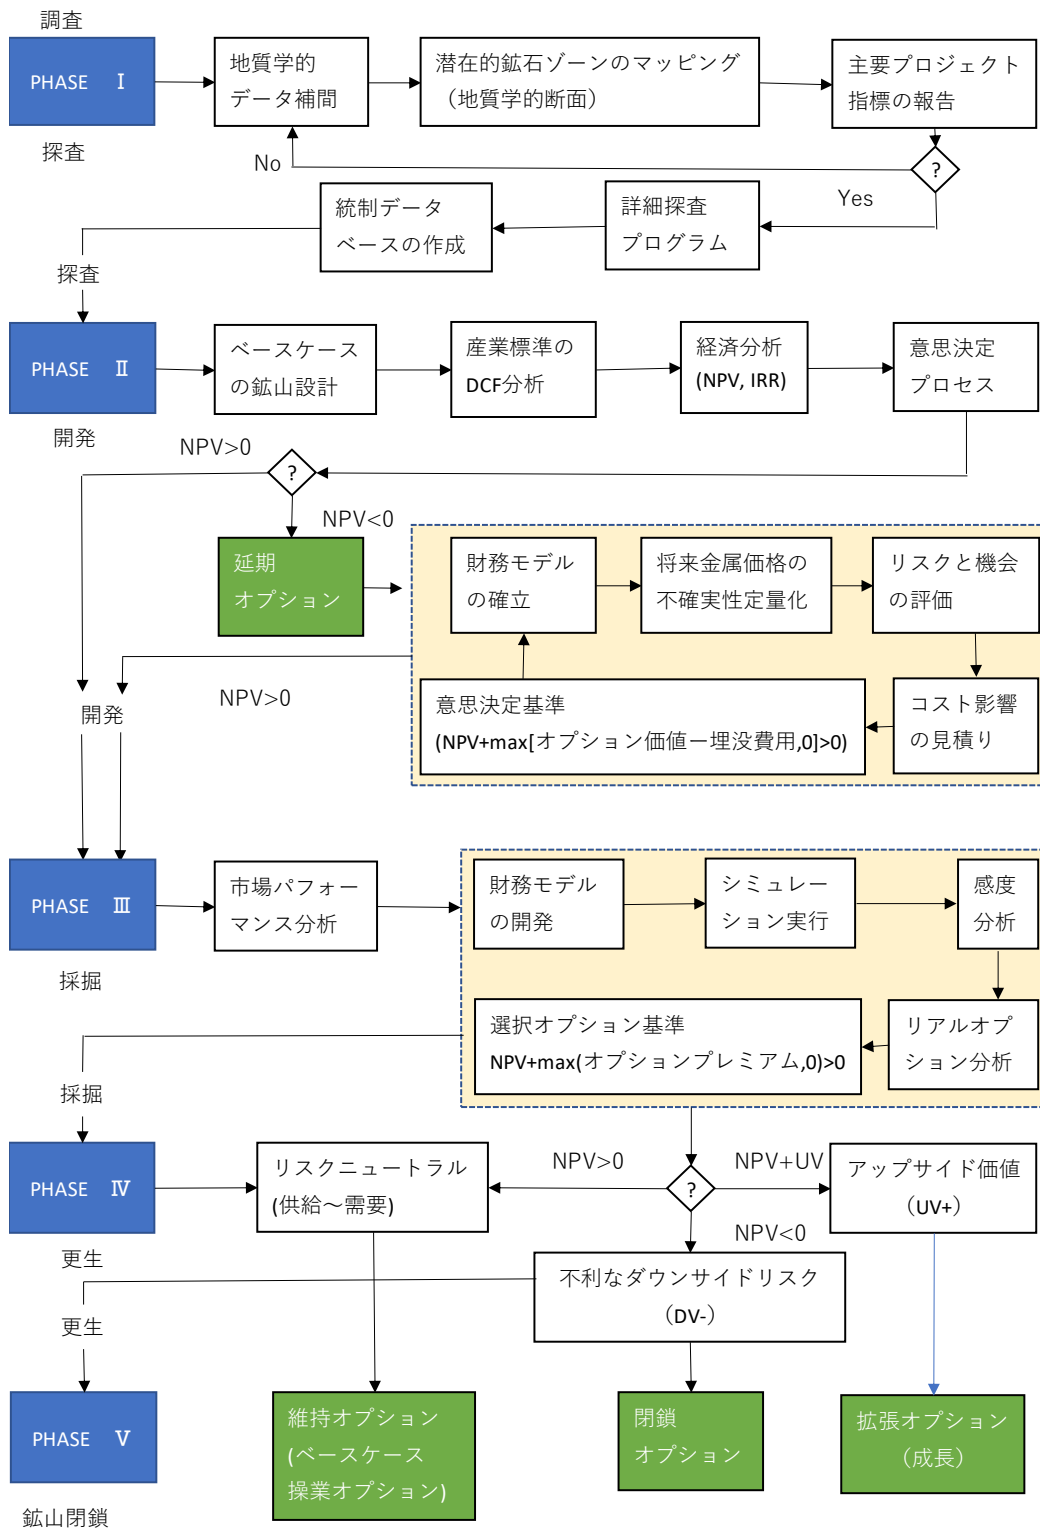 調査
PHASE Ⅰ
地質学的
データ補間
潜在的鉱石ゾーンのマッピング
（地質学的断面）
主要プロジェクト
指標の報告
探査
No
?
Yes
統制データ
ベースの作成
詳細探査
プログラム
探査
PHASE Ⅱ
ベースケース
の鉱山設計
産業標準の
DCF分析
経済分析
(NPV, IRR)
意思決定
プロセス
開発
NPV>0
?
NPV<0
延期
オプション
財務モデル
の確立
将来金属価格の
不確実性定量化
リスクと機会
の評価
NPV>0
開発
意思決定基準
(NPV+max[オプション価値ー埋没費用,0]>0)
コスト影響
の見積り
PHASE Ⅲ
市場パフォー
マンス分析
財務モデル
の開発
シミュレー
ション実行
感度
分析
採掘
選択オプション基準
NPV+max(オプションプレミアム,0)>0
リアルオプ
ション分析
採掘
PHASE Ⅳ
リスクニュートラル
(供給～需要)
NPV>0
?
NPV+UV
アップサイド価値
（UV+）
NPV<0
更生
不利なダウンサイドリスク
（DV-）
更生
PHASE Ⅴ
維持オプション
(ベースケース
操業オプション)
閉鎖
オプション
拡張オプション
（成長）
鉱山閉鎖